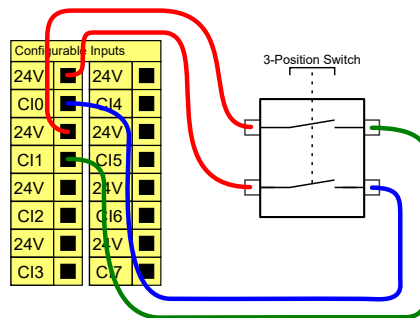 Configurable Inputs
3-Position Switch
24V 24V
CI0 CI4
24V 24V
CI1 CI5
24V 24V
CI2 CI6
24V 24V
CI3 CI7